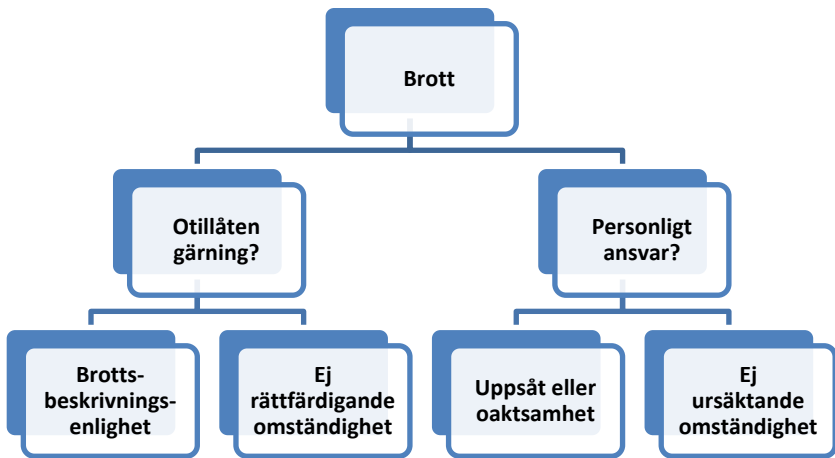 Brott
Otillåten
gärning?
Personligt
ansvar?
Brotts-
beskrivnings-
enlighet
Ej
rättfärdigande
omständighet
Uppsåt eller
oaktsamhet
Ej
ursäktande
omständighet